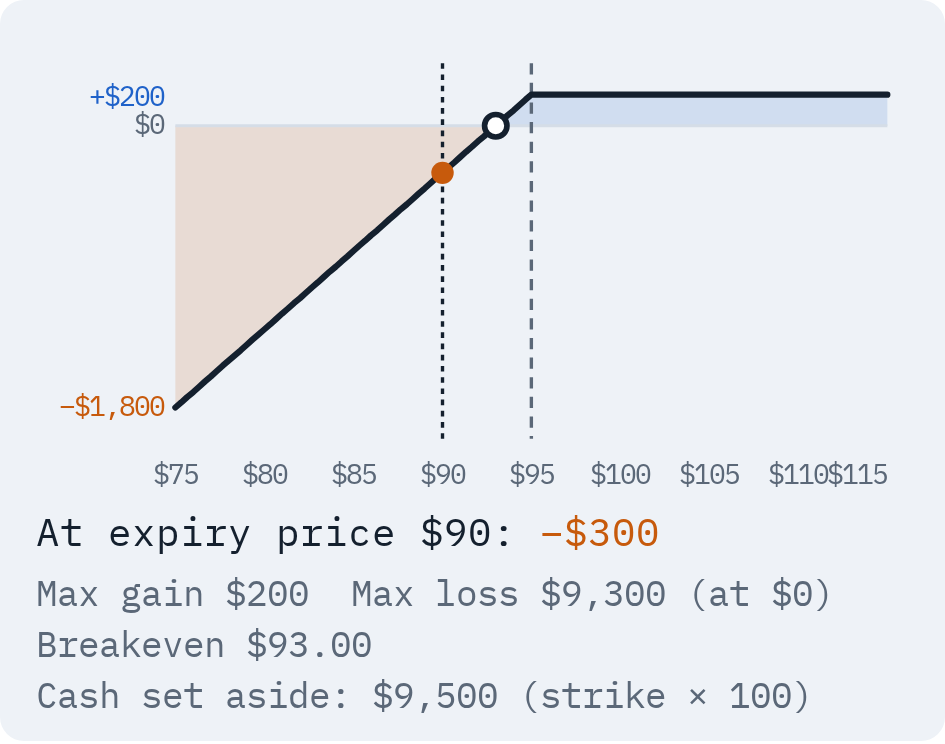 +$200
$0
−$1,800
$75 $80 $85 $90 $95 $100 $105 $110 $115
At expiry price $90: −$300
Max gain $200 Max loss $9,300 (at $0)
Breakeven $93.00
Cash set aside: $9,500 (strike × 100)